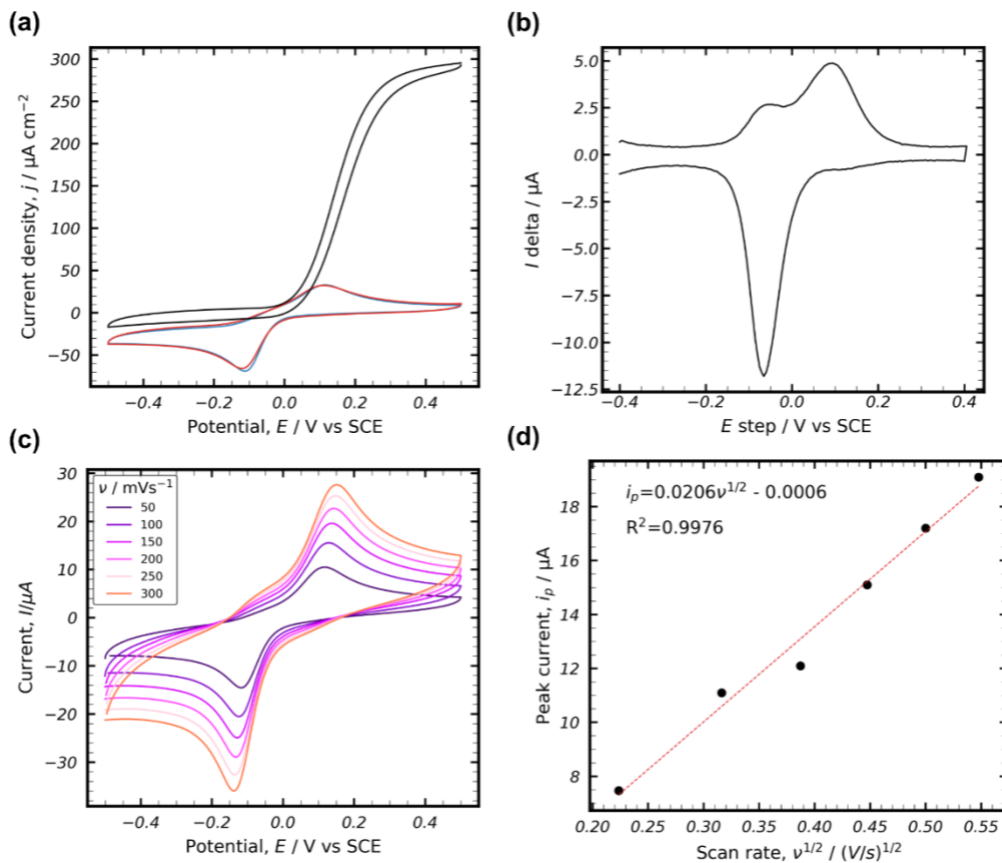 (a)
300
250
200
150
100
50
0
−50
Current density, j / µA cm⁻²
−0.4 −0.2 0.0 0.2 0.4
Potential, E / V vs SCE
(b)
5.0
2.5
0.0
−2.5
−5.0
−7.5
−10.0
−12.5
I delta / µA
−0.4 −0.2 0.0 0.2 0.4
E step / V vs SCE
(c)
30
20
10
0
−10
−20
−30
Current, I/µA
ν / mVs⁻¹
50
100
150
200
250
300
−0.4 −0.2 0.0 0.2 0.4
Potential, E / V vs SCE
(d)
18
16
14
12
10
8
Peak current, iₚ / µA
iₚ=0.0206ν^1/2 - 0.0006
R²=0.9976
0.20 0.25 0.30 0.35 0.40 0.45 0.50 0.55
Scan rate, ν^1/2 / (V/s)^1/2